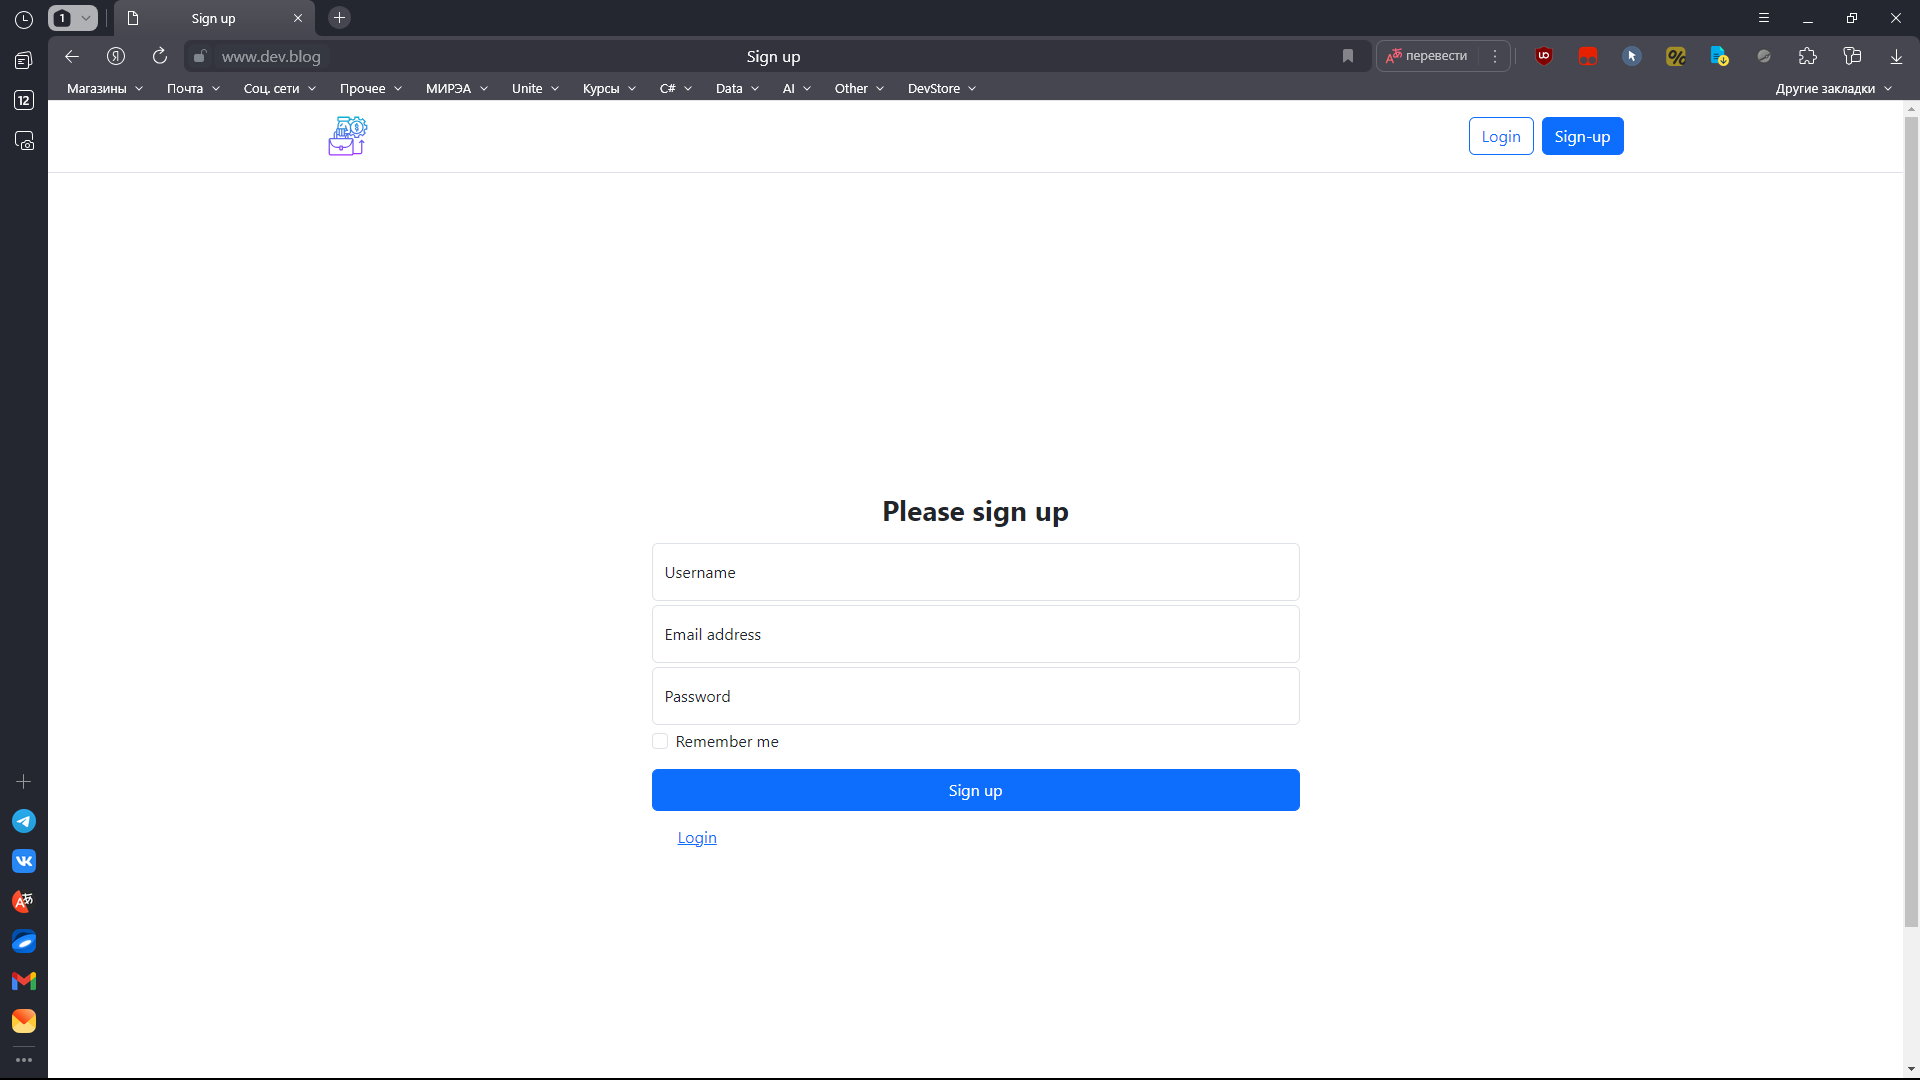 1
Sign up
www.dev.blog
Sign up
перевести
Магазины
Почта
Соц. сети
Прочее
МИРЭА
Unite
Курсы
C#
Data
AI
Other
DevStore
Другие закладки
12
Login
Sign-up
Please sign up
Username
Email address
Password
Remember me
Sign up
Login